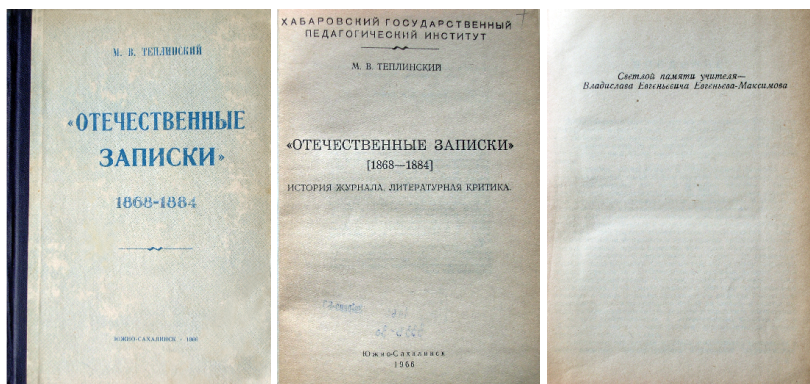 М. В. ТЕПЛИНСКИЙ
«ОТЕЧЕСТВЕННЫЕ
ЗАПИСКИ»
1868-1884
ЮЖНО-САХАЛИНСК · 1966
ХАБАРОВСКИЙ ГОСУДАРСТВЕННЫЙ
ПЕДАГОГИЧЕСКИЙ ИНСТИТУТ
М. В. ТЕПЛИНСКИЙ
«ОТЕЧЕСТВЕННЫЕ ЗАПИСКИ»
[1868—1884]
ИСТОРИЯ ЖУРНАЛА. ЛИТЕРАТУРНАЯ КРИТИКА.
Южно-Сахалинск
1966
Светлой памяти учителя—
Владислава Евгеньевича Евгеньева-Максимова